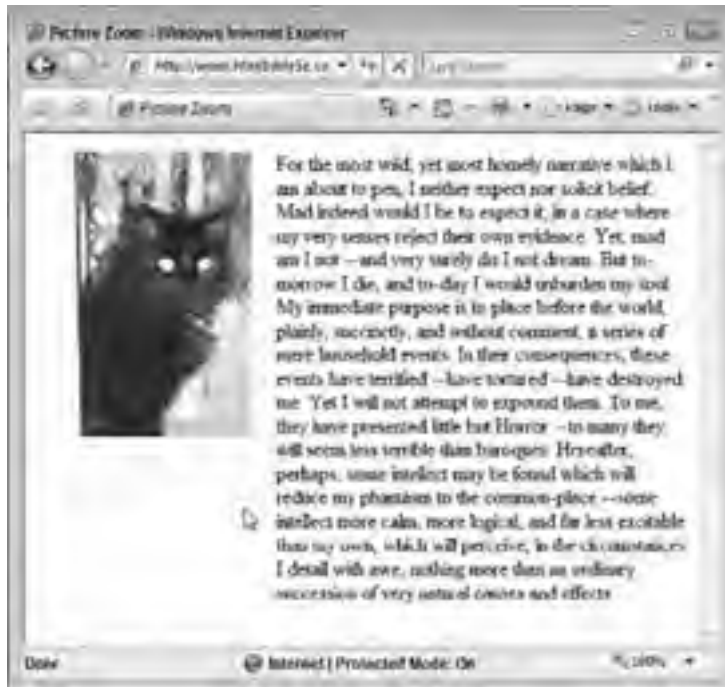 Picture Zoom - Windows Internet Explorer
Picture Zoom
For the most wild, yet most homely narrative which I
am about to pen, I neither expect nor solicit belief.
Mad indeed would I be to expect it, in a case where
my very senses reject their own evidence. Yet, mad
am I not --and very surely do I not dream. But to-
morrow I die, and to-day I would unburden my soul.
My immediate purpose is to place before the world,
plainly, succinctly, and without comment, a series of
mere household events. In their consequences, these
events have terrified --have tortured --have destroyed
me. Yet I will not attempt to expound them. To me,
they have presented little but Horror --to many they
will seem less terrible than baroques. Hereafter,
perhaps, some intellect may be found which will
reduce my phantasm to the common-place --some
intellect more calm, more logical, and far less excitable
than my own, which will perceive, in the circumstances
I detail with awe, nothing more than an ordinary
succession of very natural causes and effects.
Done
Internet | Protected Mode: On
100%